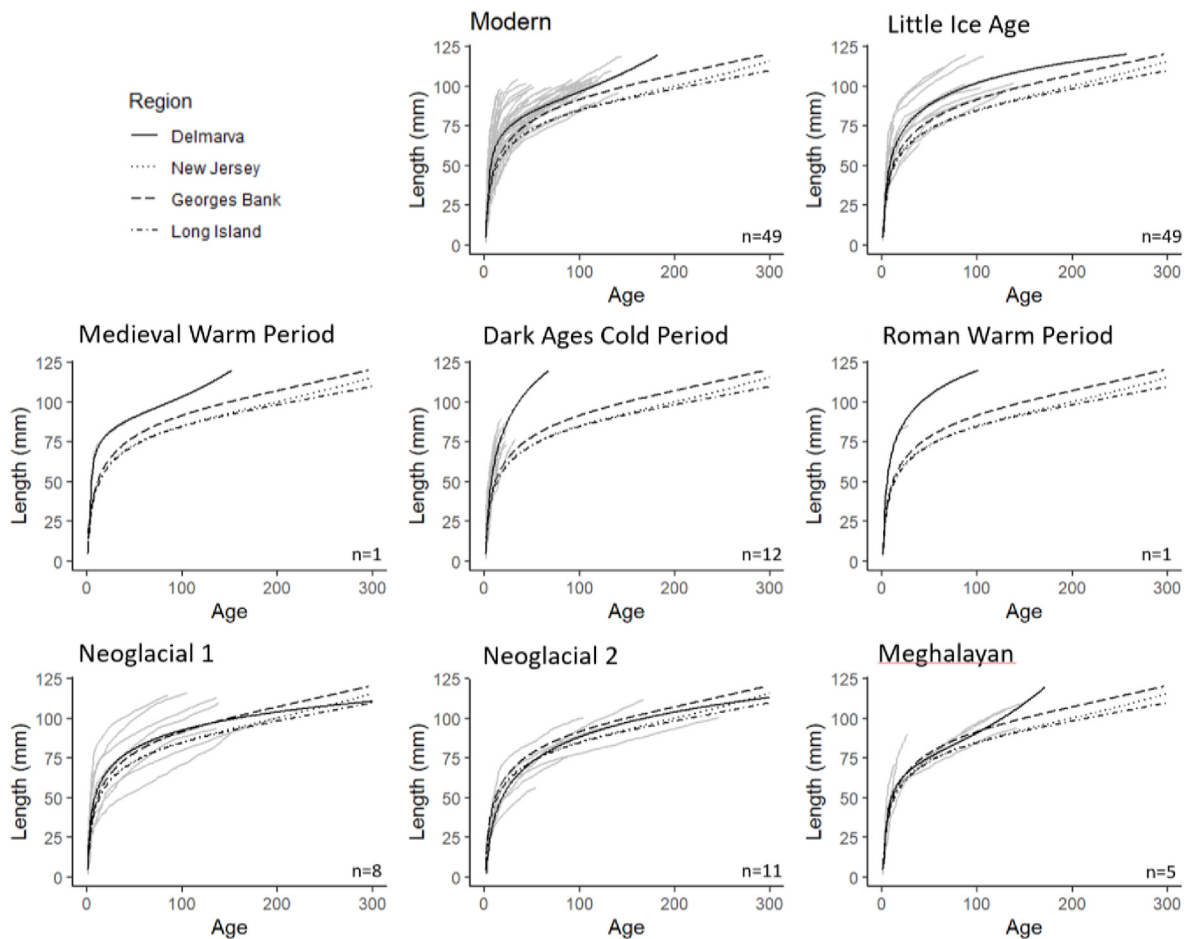 Modern
Little Ice Age
Region
Delmarva
New Jersey
Georges Bank
Long Island
Length (mm)
125
100
75
50
25
0
n=49
0 100 200 300
Age
Length (mm)
125
100
75
50
25
0
n=49
0 100 200 300
Age
Medieval Warm Period
Dark Ages Cold Period
Roman Warm Period
Length (mm)
125
100
75
50
25
0
n=1
0 100 200 300
Age
Length (mm)
125
100
75
50
25
0
n=12
0 100 200 300
Age
Length (mm)
125
100
75
50
25
0
n=1
0 100 200 300
Age
Neoglacial 1
Neoglacial 2
Meghalayan
Length (mm)
125
100
75
50
25
0
n=8
0 100 200 300
Age
Length (mm)
125
100
75
50
25
0
n=11
0 100 200 300
Age
Length (mm)
125
100
75
50
25
0
n=5
0 100 200 300
Age